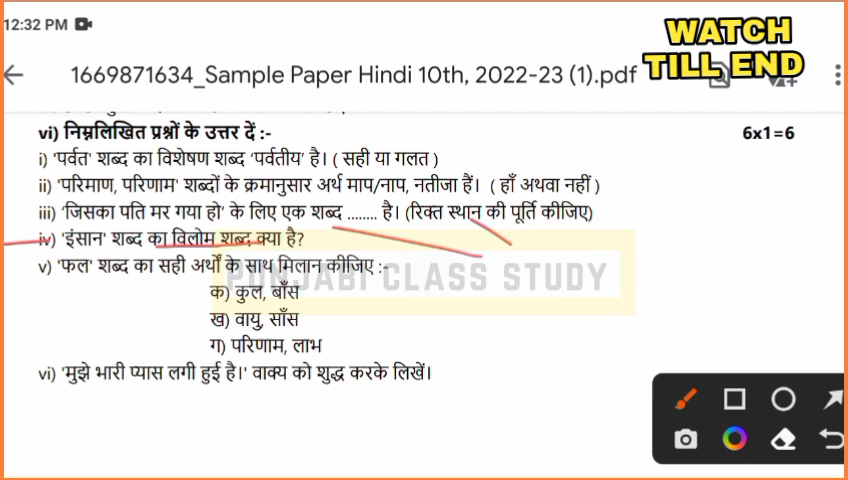 12:32 PM
WATCH
TILL END
1669871634_Sample Paper Hindi 10th, 2022-23 (1).pdf
vi) निम्नलिखित प्रश्नों के उत्तर दें :- 6x1=6
i) 'पर्वत' शब्द का विशेषण शब्द 'पर्वतीय' है। ( सही या गलत )
ii) 'परिमाण, परिणाम' शब्दों के क्रमानुसार अर्थ माप/नाप, नतीजा हैं। ( हाँ अथवा नहीं )
iii) 'जिसका पति मर गया हो' के लिए एक शब्द ........ है। (रिक्त स्थान की पूर्ति कीजिए)
iv) 'इंसान' शब्द का विलोम शब्द क्या है?
v) 'फल' शब्द का सही अर्थों के साथ मिलान कीजिए :-
PUNJABI CLASS STUDY
क) कुल, बाँस
ख) वायु, साँस
ग) परिणाम, लाभ
vi) 'मुझे भारी प्यास लगी हुई है।' वाक्य को शुद्ध करके लिखें।